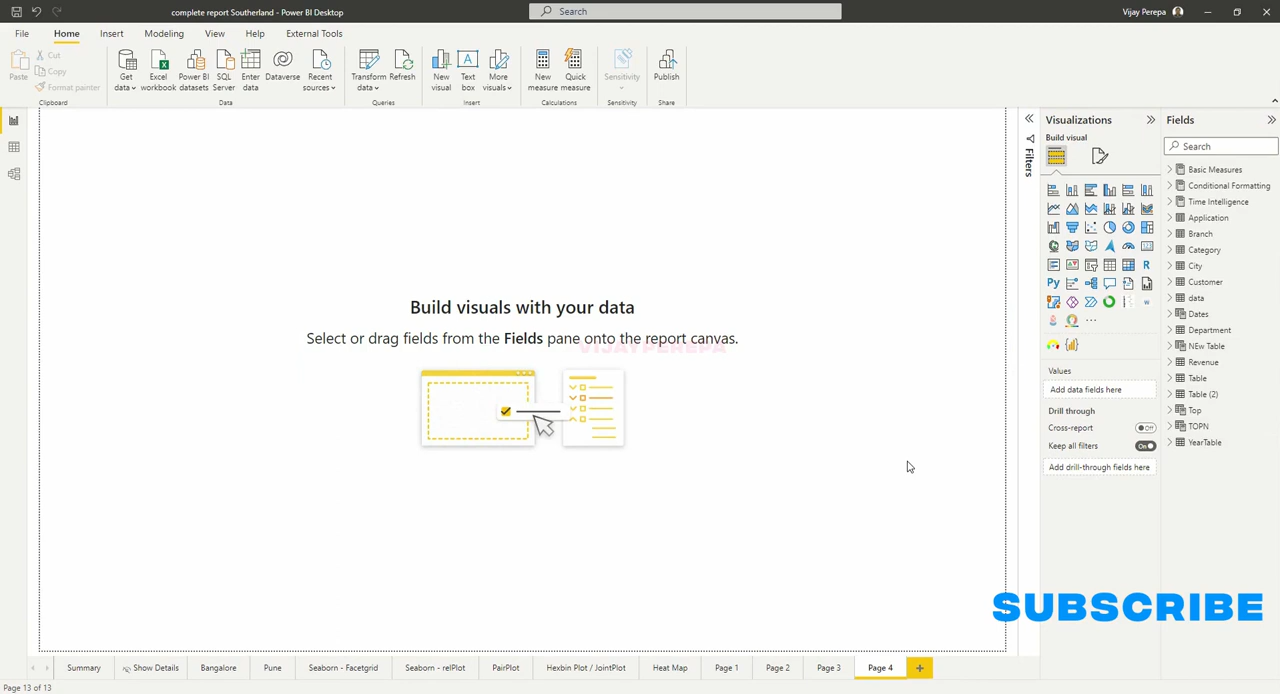 complete report Southerland - Power BI Desktop
Search
Vijay Perepa
File
Home
Insert
Modeling
View
Help
External Tools
Paste
Cut
Copy
Format painter
Get data
Excel workbook
Power BI datasets
SQL Server
Enter data
Dataverse
Recent sources
Transform data
Refresh
New visual
Text box
More visuals
New measure
Quick measure
Sensitivity
Publish
Clipboard
Data
Queries
Insert
Calculations
Sensitivity
Share
Build visuals with your data
Select or drag fields from the Fields pane onto the report canvas.
VIJAY PEREPA
Filters
Visualizations
Build visual
R
Py
Values
Add data fields here
Drill through
Cross-report
Off
Keep all filters
On
Add drill-through fields here
Fields
Search
Basic Measures
Conditional Formatting
Time Intelligence
Application
Branch
Category
City
Customer
data
Dates
Department
NEw Table
Revenue
Table
Table (2)
Top
TOPN
YearTable
SUBSCRIBE
Summary
Show Details
Bangalore
Pune
Seaborn - Facetgrid
Seaborn - relPlot
PairPlot
Hexbin Plot / JointPlot
Heat Map
Page 1
Page 2
Page 3
Page 4
+
Page 13 of 13